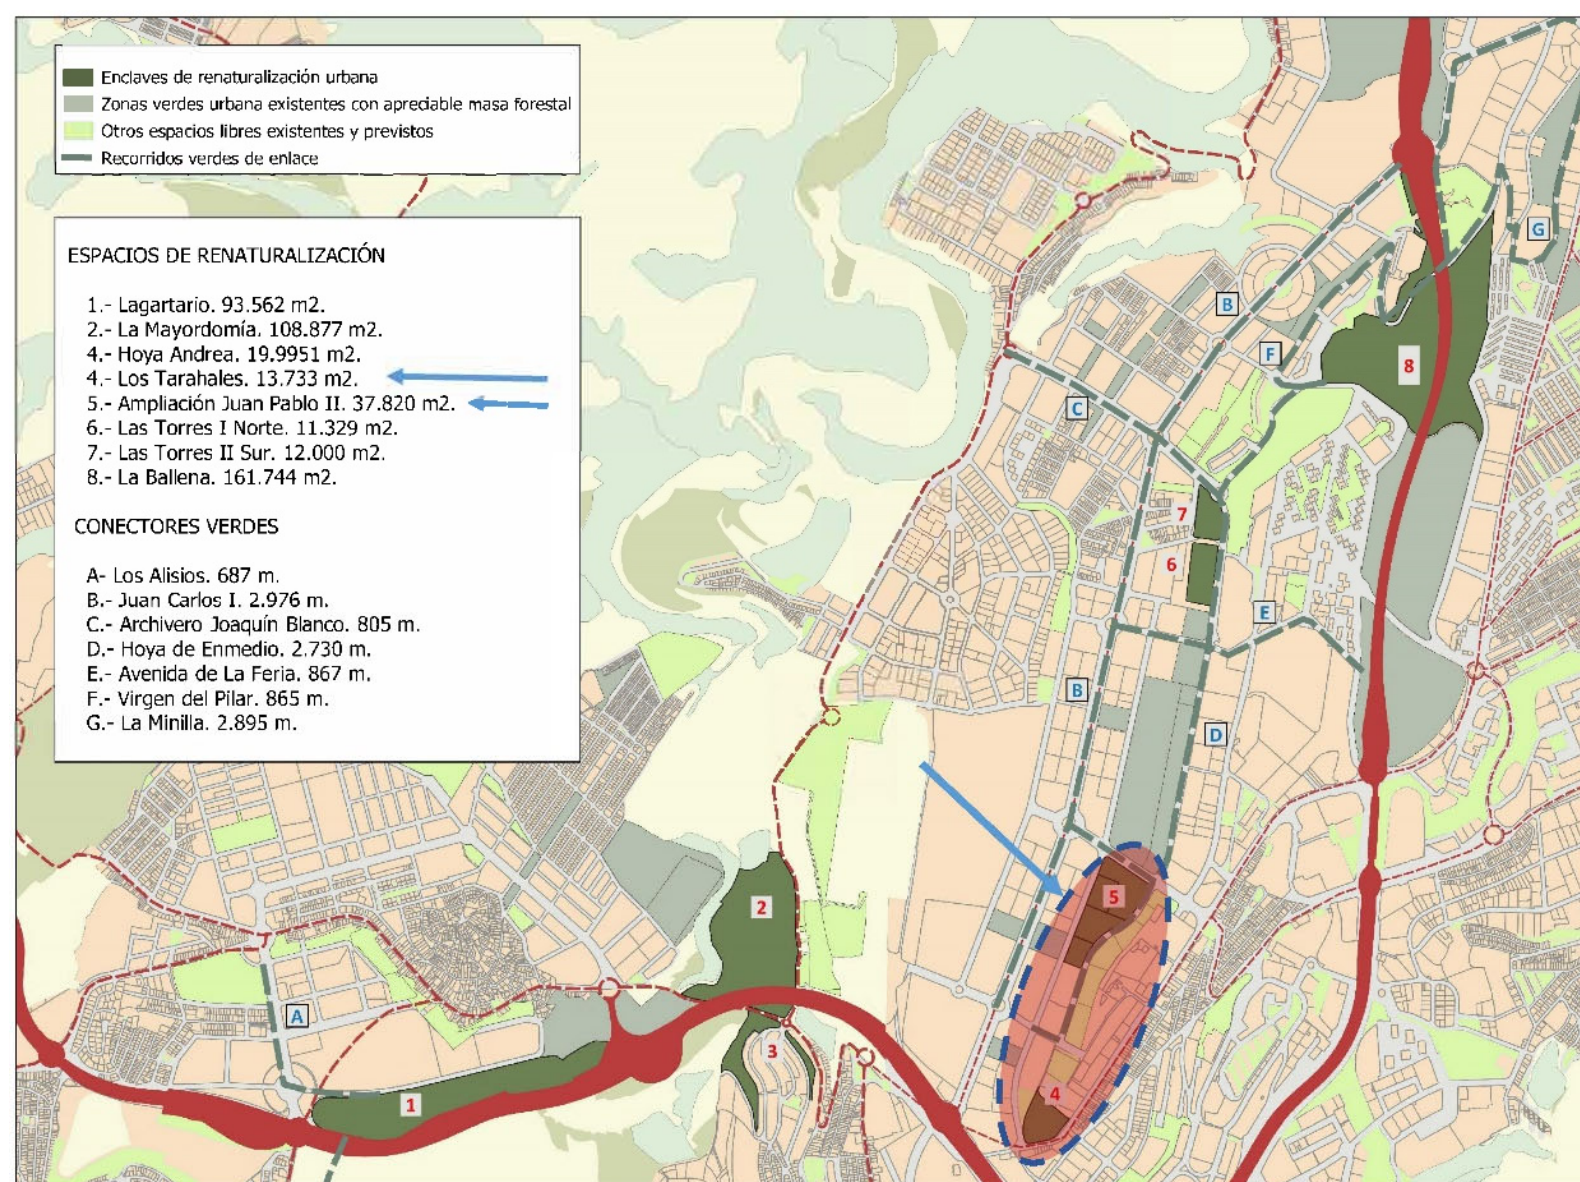 Enclaves de renaturalización urbana
Zonas verdes urbana existentes con apreciable masa forestal
Otros espacios libres existentes y previstos
Recorridos verdes de enlace
ESPACIOS DE RENATURALIZACIÓN
1.- Lagartario. 93.562 m2.
2.- La Mayordomía. 108.877 m2.
4.- Hoya Andrea. 19.9951 m2.
4.- Los Tarahales. 13.733 m2.
5.- Ampliación Juan Pablo II. 37.820 m2.
6.- Las Torres I Norte. 11.329 m2.
7.- Las Torres II Sur. 12.000 m2.
8.- La Ballena. 161.744 m2.
CONECTORES VERDES
A- Los Alisios. 687 m.
B.- Juan Carlos I. 2.976 m.
C.- Archivero Joaquín Blanco. 805 m.
D.- Hoya de Enmedio. 2.730 m.
E.- Avenida de La Feria. 867 m.
F.- Virgen del Pilar. 865 m.
G.- La Minilla. 2.895 m.
G
B
F
8
C
7
6
E
B
D
5
2
A
3
4
1